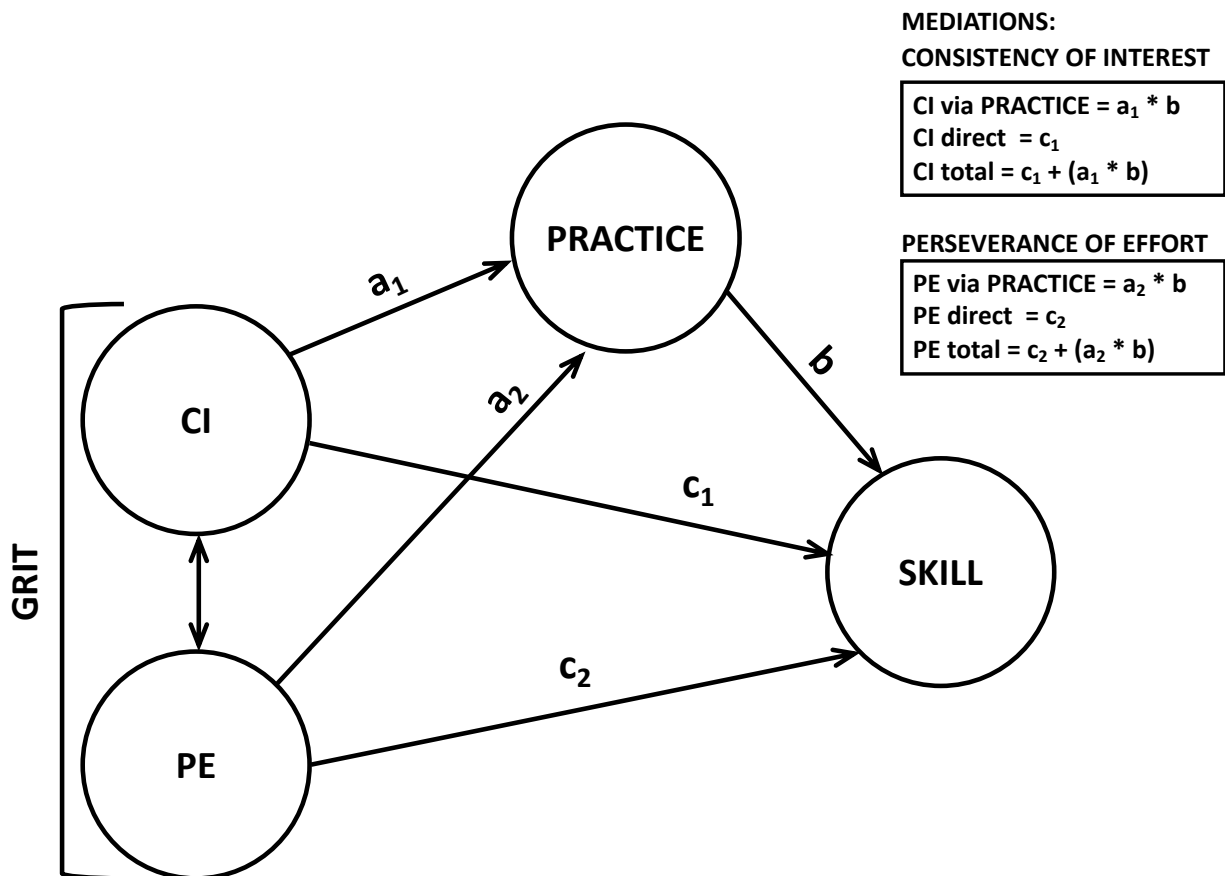 MEDIATIONS:
CONSISTENCY OF INTEREST
CI via PRACTICE = a₁ * b
CI direct = c₁
CI total = c₁ + (a₁ * b)
PERSEVERANCE OF EFFORT
PE via PRACTICE = a₂ * b
PE direct = c₂
PE total = c₂ + (a₂ * b)
PRACTICE
a₁
a₂
b
CI
c₁
GRIT
SKILL
c₂
PE